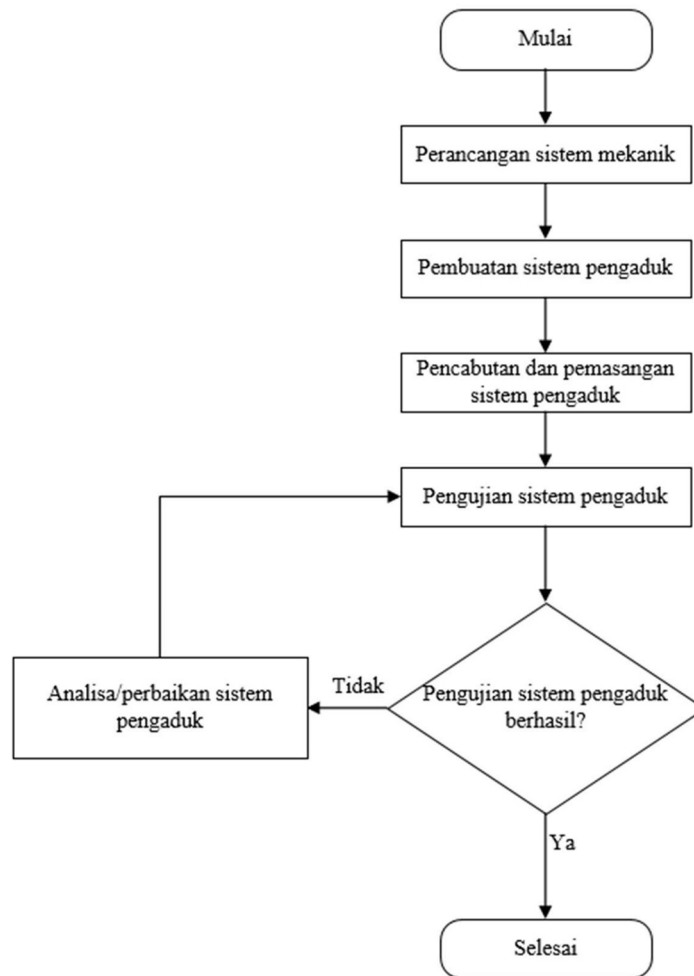 Mulai
Perancangan sistem mekanik
Pembuatan sistem pengaduk
Pencabutan dan pemasangan
sistem pengaduk
Pengujian sistem pengaduk
Pengujian sistem pengaduk
berhasil?
Tidak
Analisa/perbaikan sistem
pengaduk
Ya
Selesai